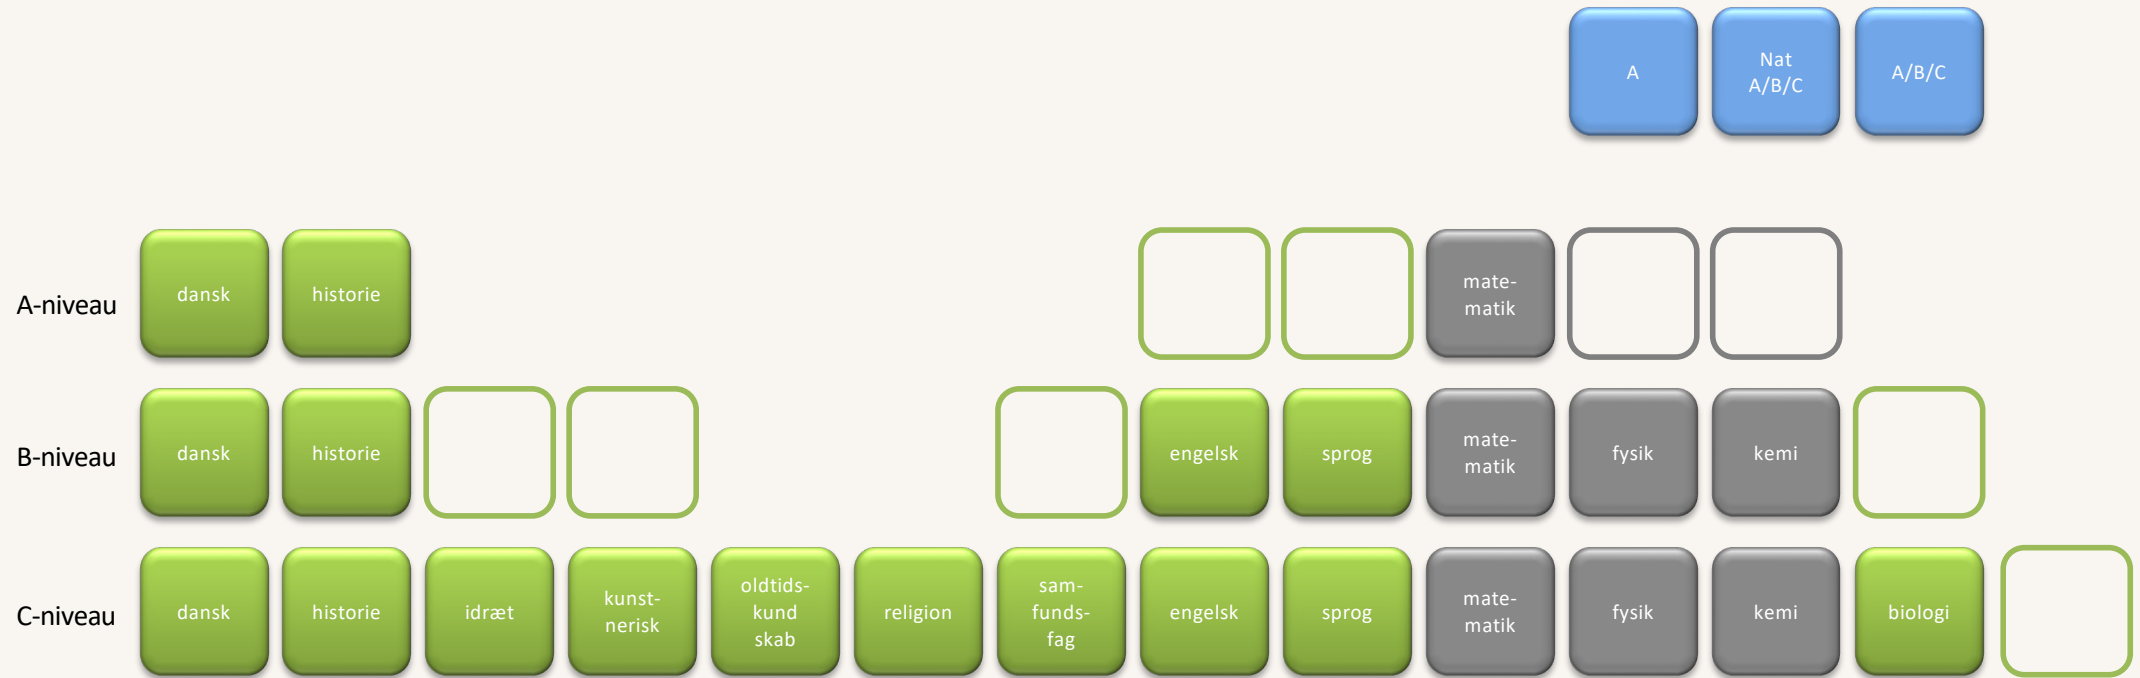 A
Nat
A/B/C
A/B/C
A-niveau
dansk
historie
mate-
matik
B-niveau
dansk
historie
engelsk
sprog
mate-
matik
fysik
kemi
C-niveau
dansk
historie
idræt
kunst-
nerisk
oldtids-
kund
skab
religion
sam-
funds-
fag
engelsk
sprog
mate-
matik
fysik
kemi
biologi